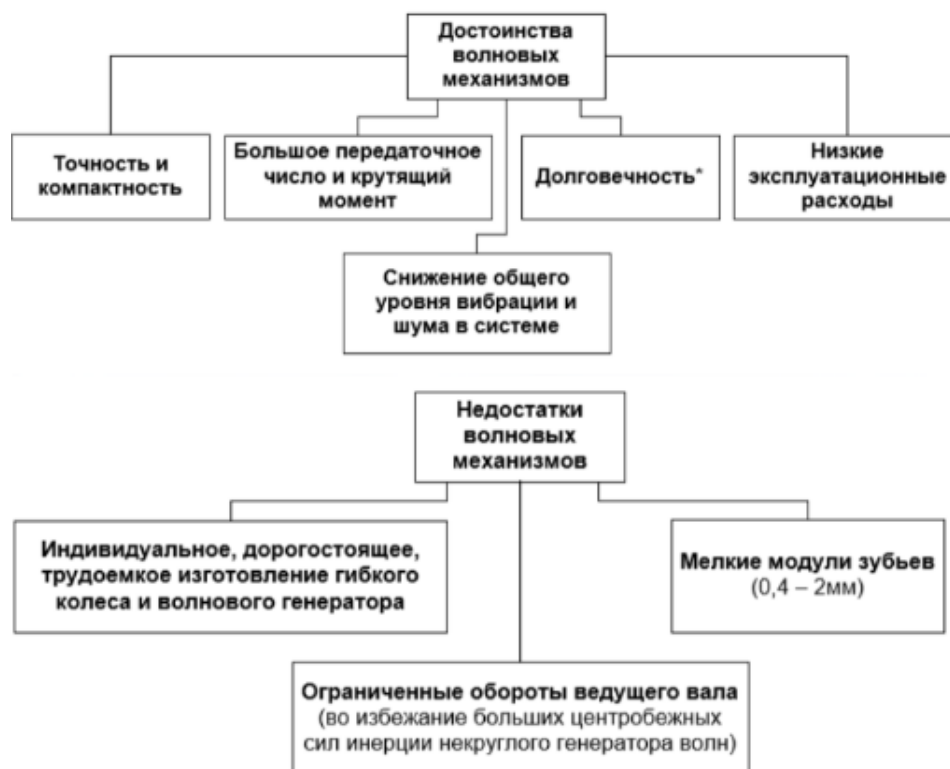 Достоинства
волновых
механизмов
Точность и
компактность
Большое передаточное
число и крутящий
момент
Долговечность*
Низкие
эксплуатационные
расходы
Снижение общего
уровня вибрации и
шума в системе
Недостатки
волновых
механизмов
Индивидуальное, дорогостоящее,
трудоемкое изготовление гибкого
колеса и волнового генератора
Мелкие модули зубьев
(0,4 – 2мм)
Ограниченные обороты ведущего вала
(во избежание больших центробежных
сил инерции некруглого генератора волн)